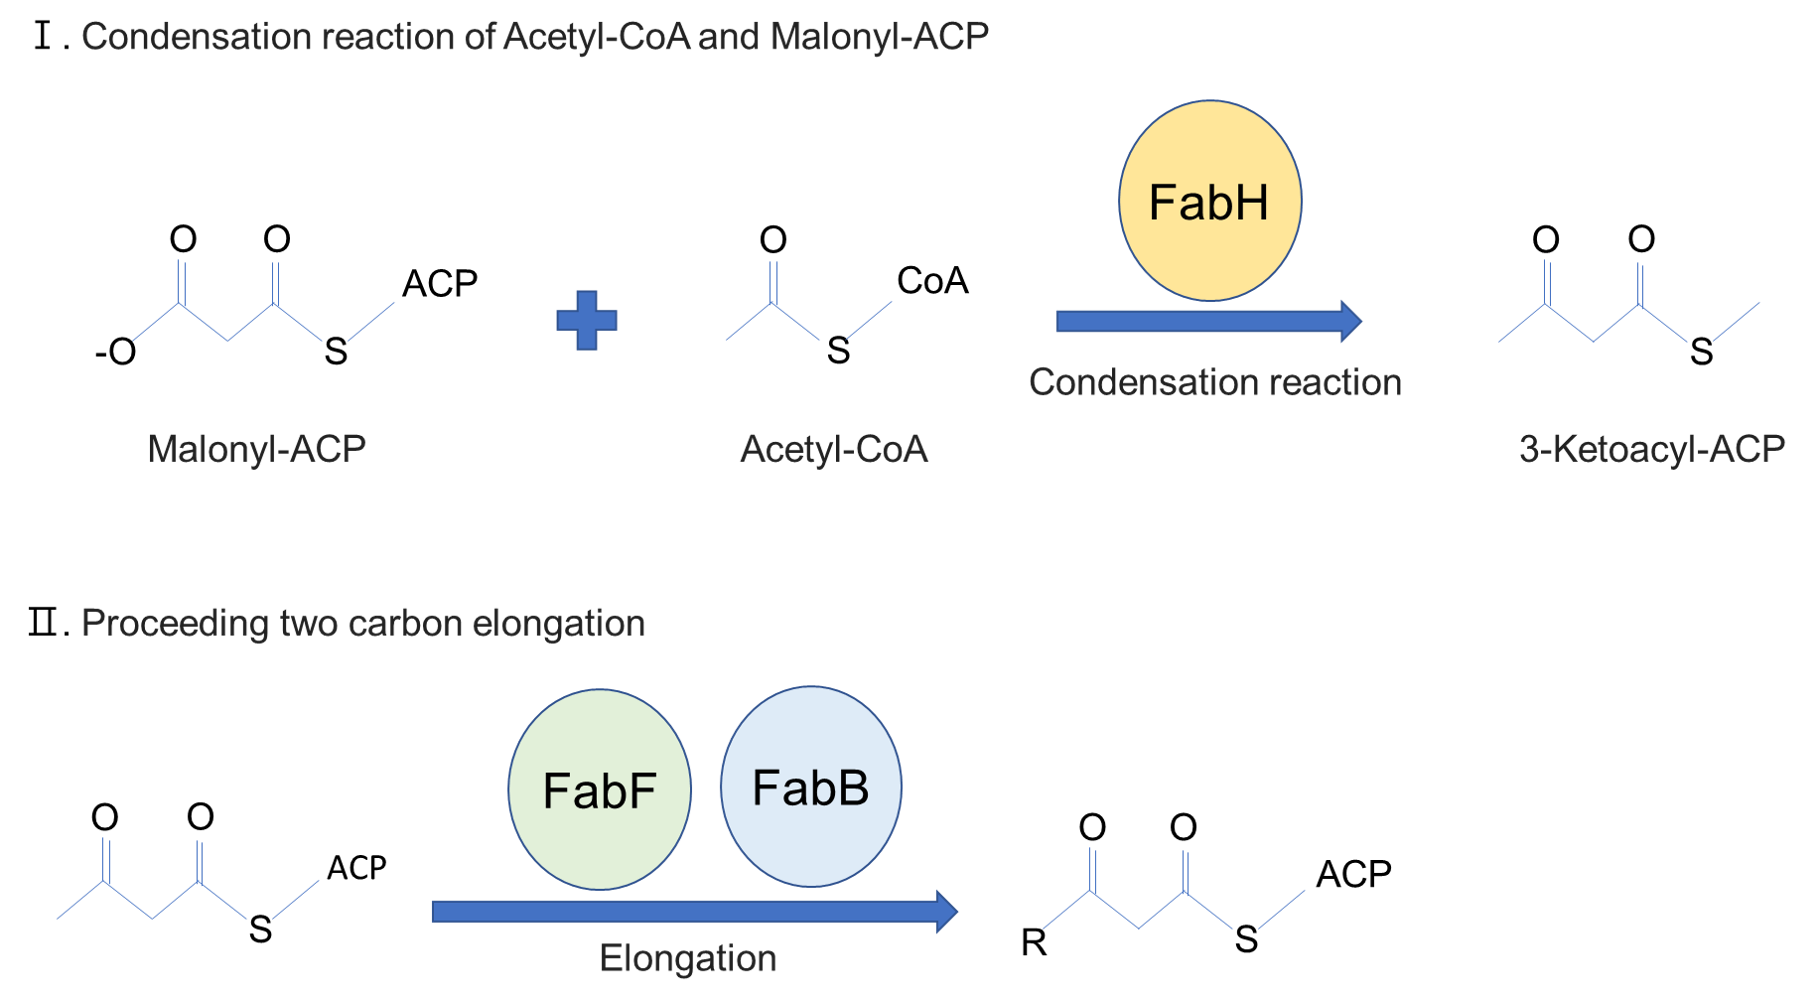 Ⅰ. Condensation reaction of Acetyl-CoA and Malonyl-ACP
FabH
O O O O O
ACP CoA
-O S S S
Condensation reaction
Malonyl-ACP Acetyl-CoA 3-Ketoacyl-ACP
Ⅱ. Proceeding two carbon elongation
FabF FabB
O O O O
ACP ACP
S R S
Elongation